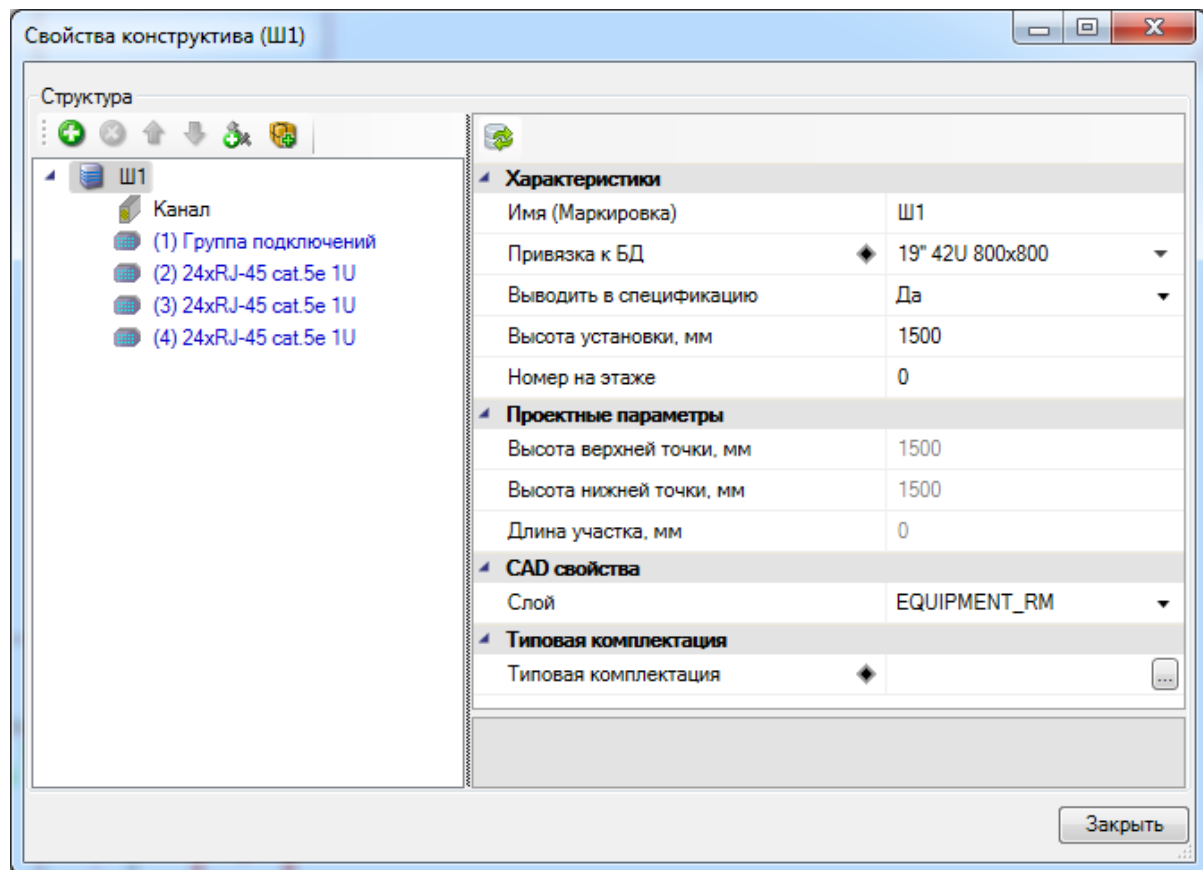 Свойства конструктива (Ш1)
Структура
Ш1
Канал
(1) Группа подключений
(2) 24xRJ-45 cat.5e 1U
(3) 24xRJ-45 cat.5e 1U
(4) 24xRJ-45 cat.5e 1U
Характеристики
Имя (Маркировка) Ш1
Привязка к БД 19" 42U 800x800
Выводить в спецификацию Да
Высота установки, мм 1500
Номер на этаже 0
Проектные параметры
Высота верхней точки, мм 1500
Высота нижней точки, мм 1500
Длина участка, мм 0
CAD свойства
Слой EQUIPMENT_RM
Типовая комплектация
Типовая комплектация ...
Закрыть